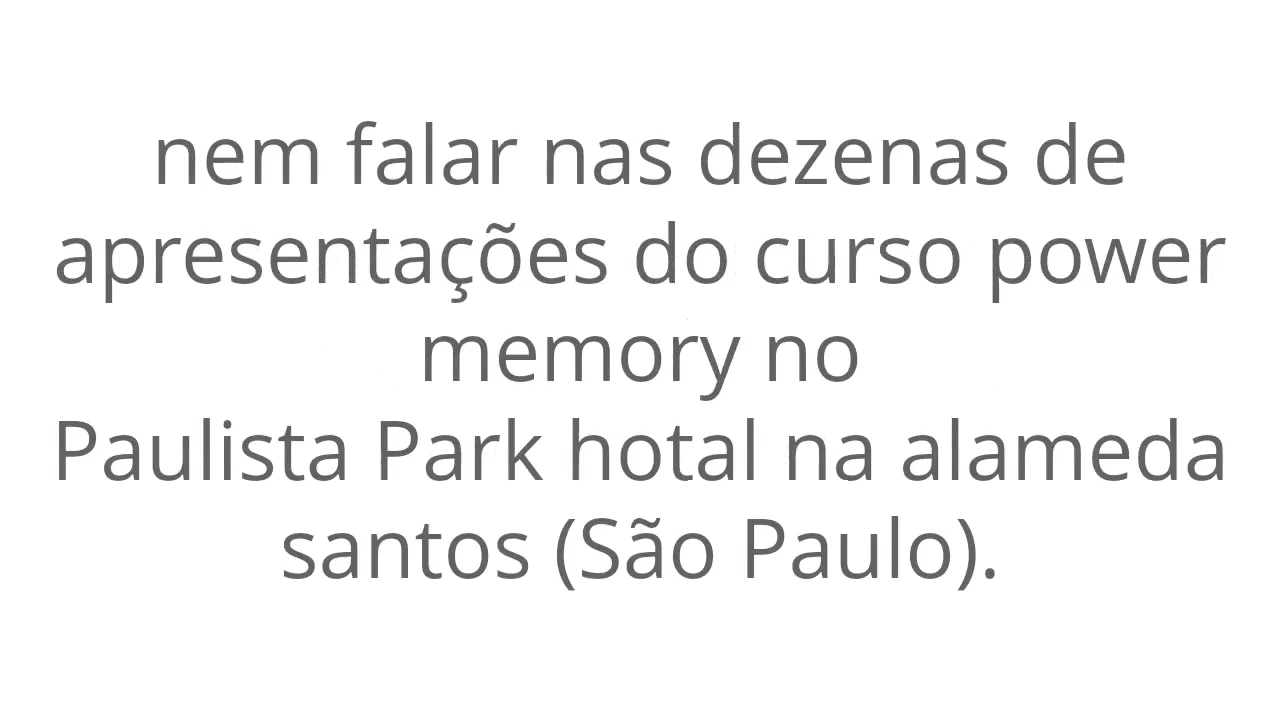 nem falar nas dezenas de
apresentações do curso power
memory no
Paulista Park hotal na alameda
santos (São Paulo).